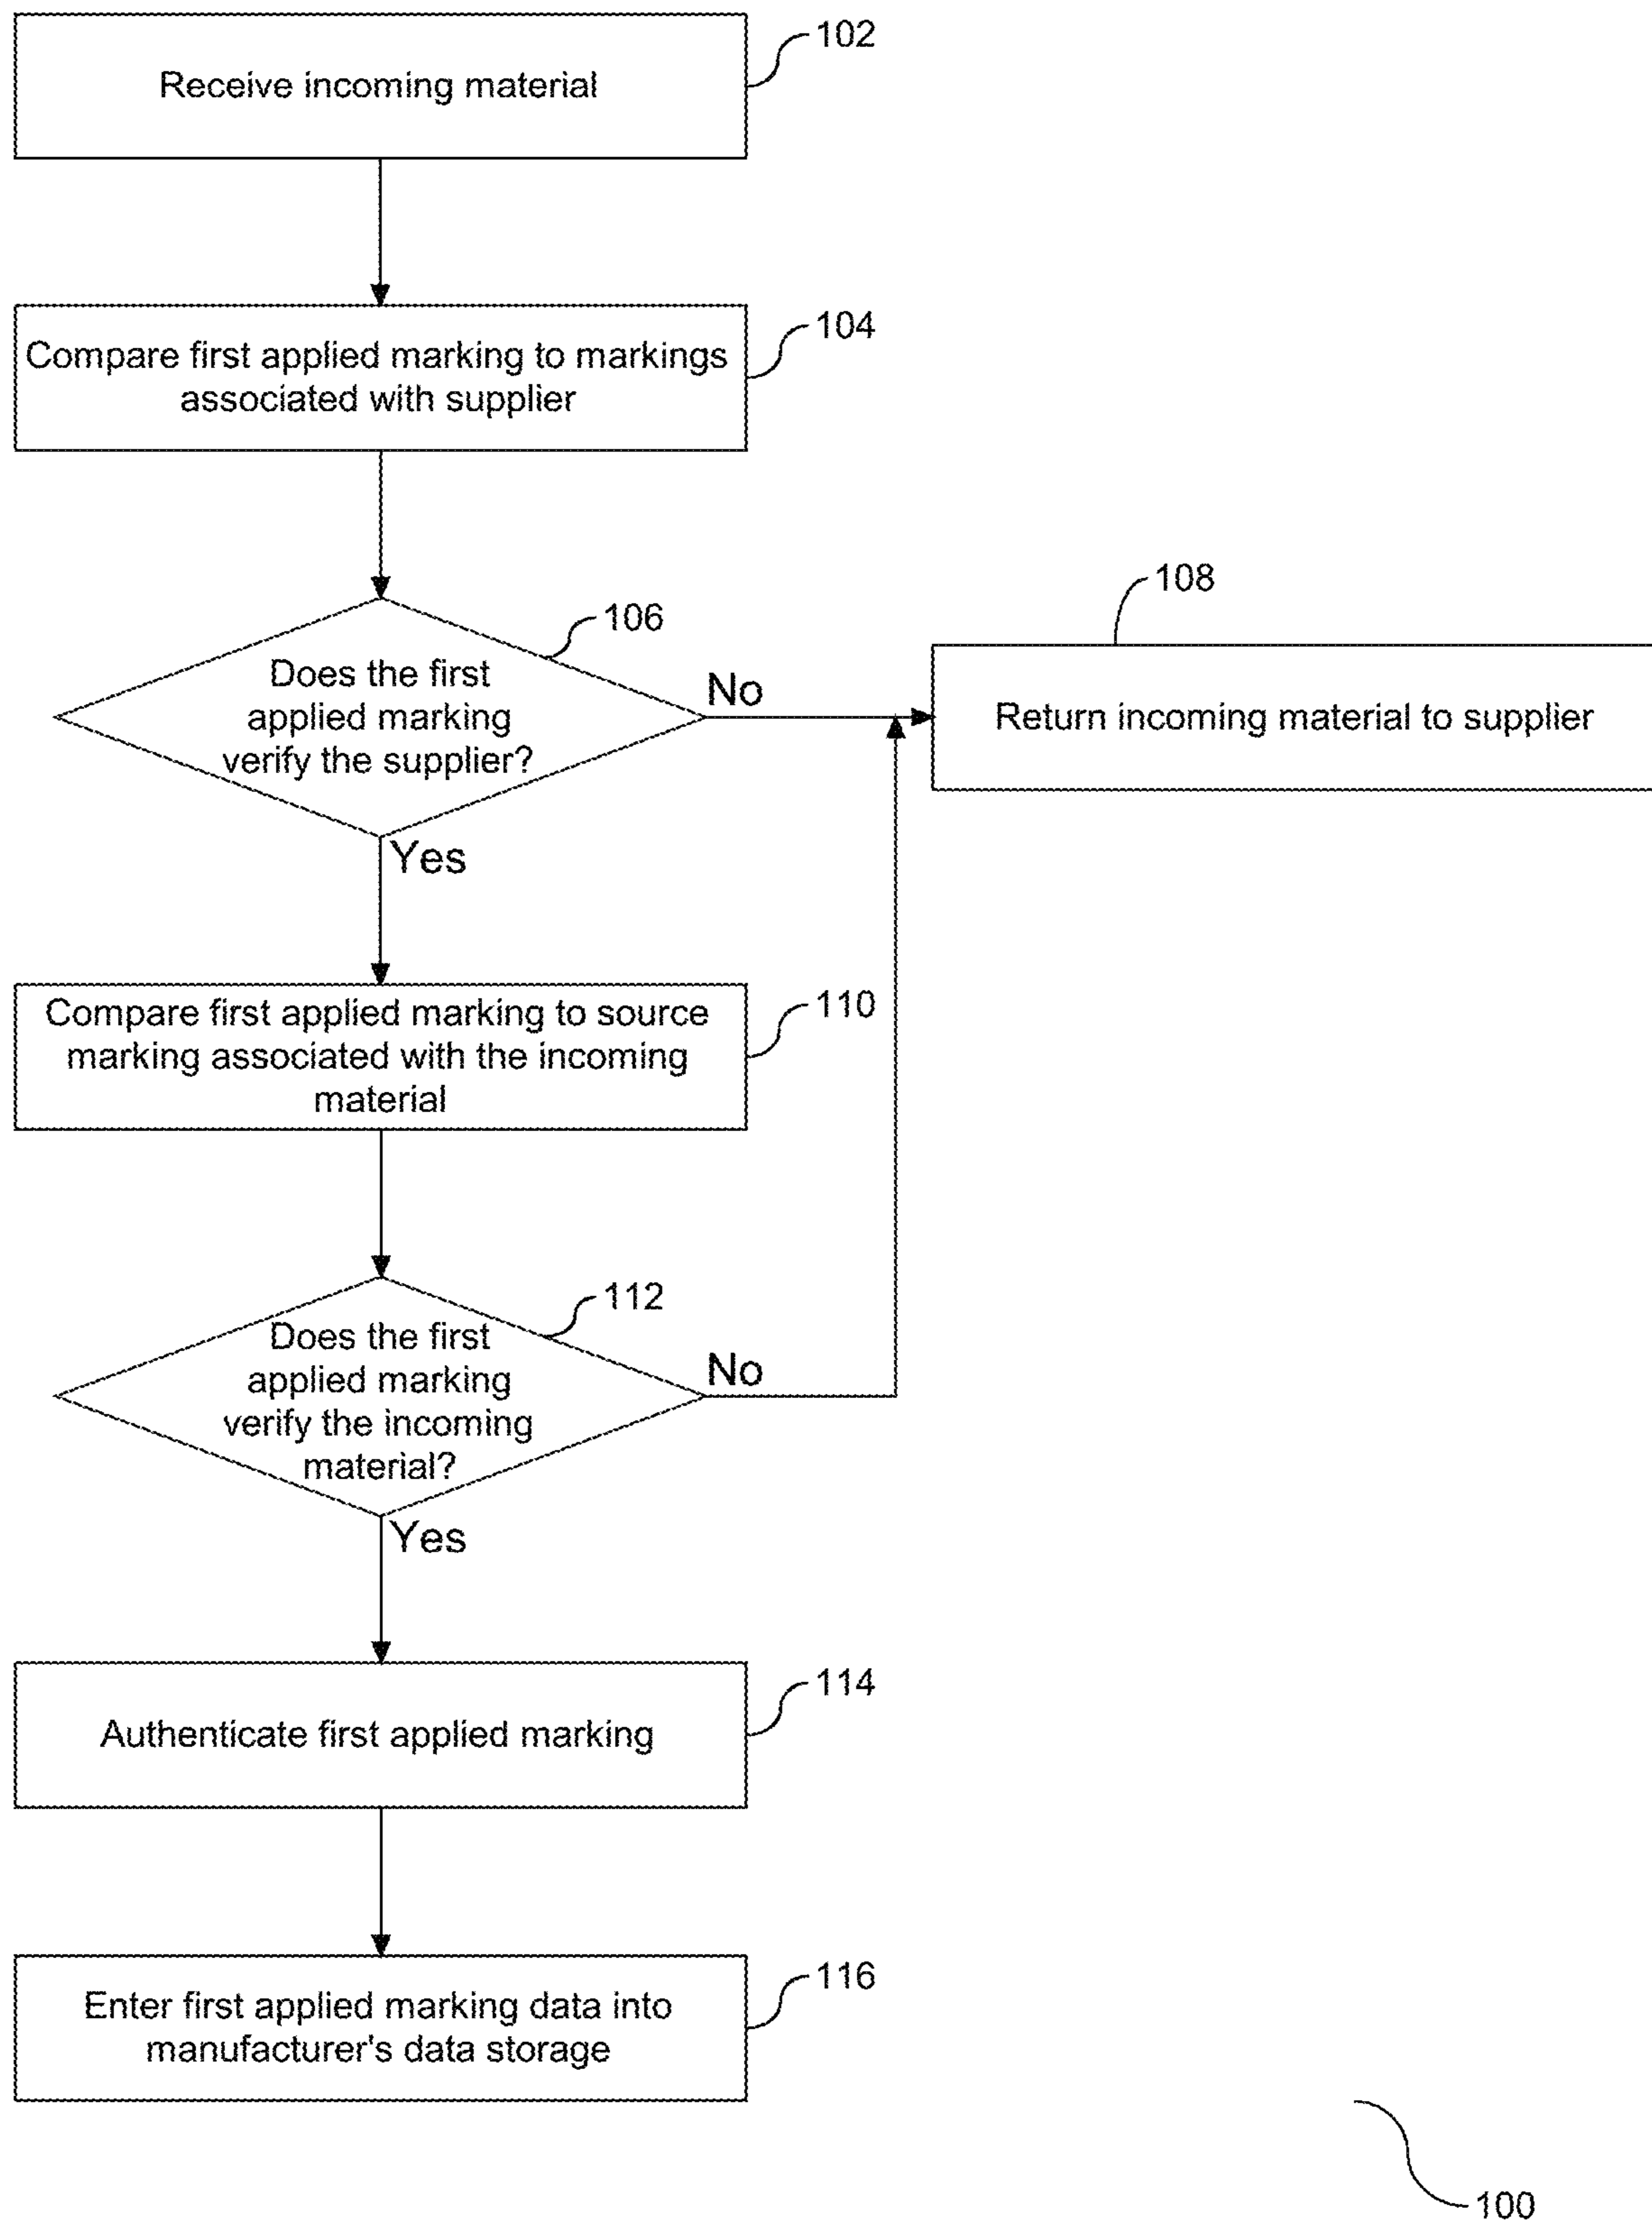 102
Receive incoming material
104
Compare first applied marking to markings
associated with supplier
106
Does the first
applied marking
verify the supplier?
No
Yes
108
Return incoming material to supplier
110
Compare first applied marking to source
marking associated with the incoming
material
112
Does the first
applied marking
verify the incoming
material?
No
Yes
114
Authenticate first applied marking
116
Enter first applied marking data into
manufacturer's data storage
100